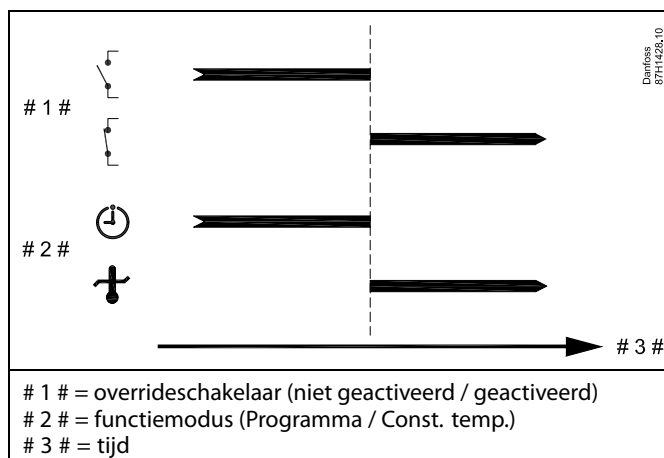 Danfoss
87H1428.10
# 1 #
# 2 #
# 3 #
# 1 # = overrideschakelaar (niet geactiveerd / geactiveerd)
# 2 # = functiemodus (Programma / Const. temp.)
# 3 # = tijd